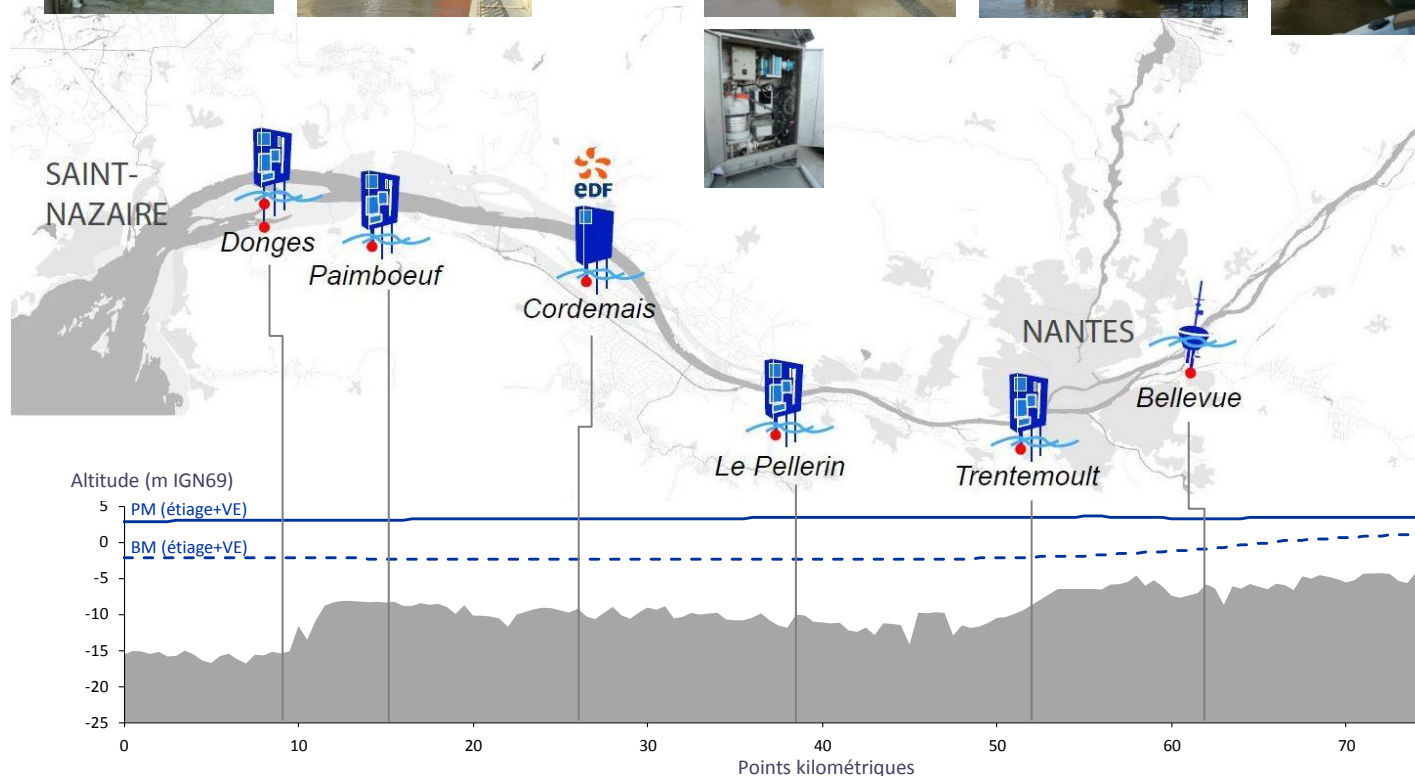 SAINT-
NAZAIRE
Donges
Paimboeuf
eDF
Cordemais
Le Pellerin
NANTES
Trentemoult
Bellevue
Altitude (m IGN69)
PM (étiage+VE)
BM (étiage+VE)
5
0
-5
-10
-15
-20
-25
0 10 20 30 40 50 60 70
Points kilométriques